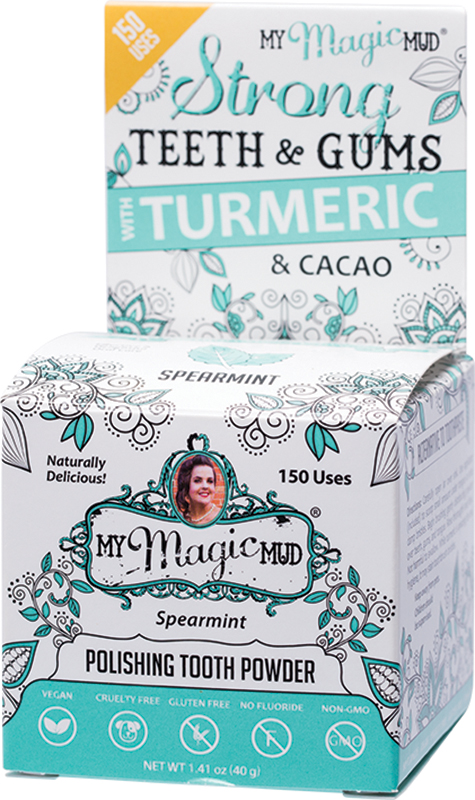 150
USES
MY Magic MUD®
Strong
TEETH & GUMS
WITH TURMERIC
& CACAO
SPEARMINT
Naturally
Delicious!
150 Uses
MY Magic MUD
®
Spearmint
POLISHING TOOTH POWDER
VEGAN CRUELTY FREE GLUTEN FREE NO FLUORIDE NON-GMO
F GMO
NET WT 1.41 oz (40 g)